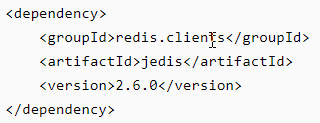 <dependency>
    <groupId>redis.clients</groupId>
    <artifactId>jedis</artifactId>
    <version>2.6.0</version>
</dependency>